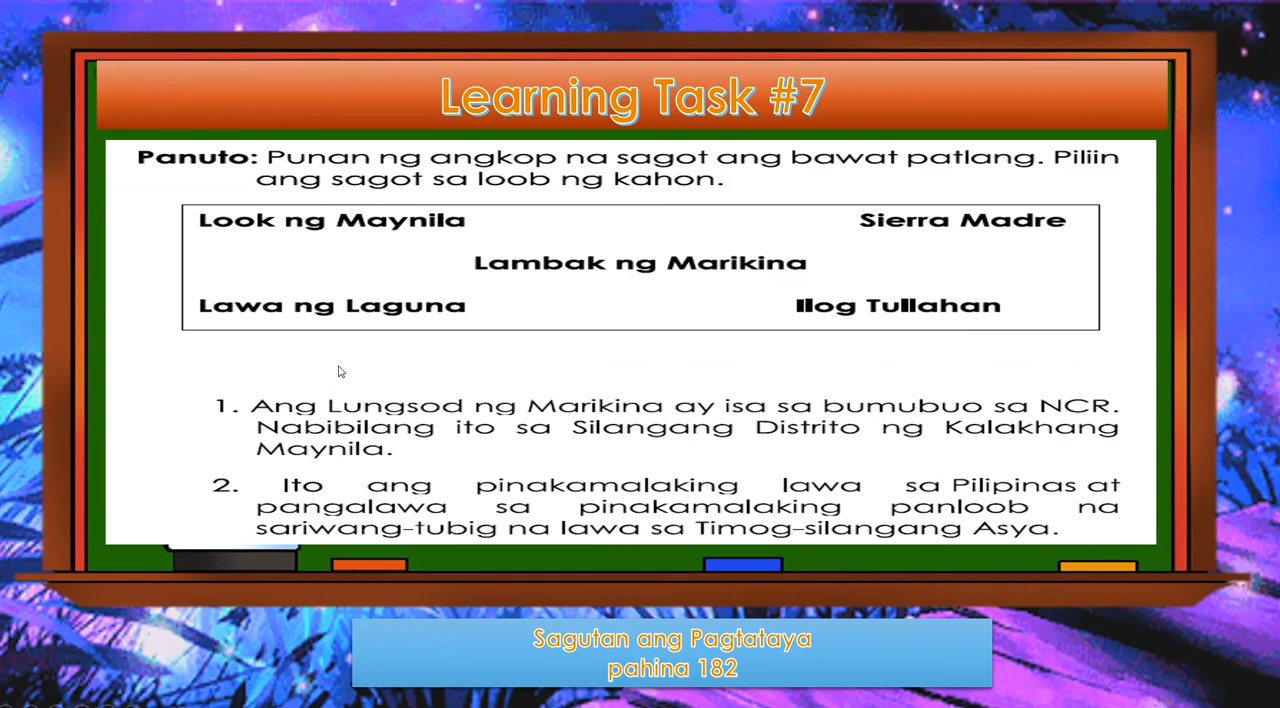 Learning Task #7
Panuto: Punan ng angkop na sagot ang bawat patlang. Piliin
ang sagot sa loob ng kahon.
Look ng Maynila Sierra Madre
Lambak ng Marikina
Lawa ng Laguna Ilog Tullahan
1. Ang Lungsod ng Marikina ay isa sa bumubuo sa NCR.
Nabibilang ito sa Silangang Distrito ng Kalakhang
Maynila.
2. Ito ang pinakamalaking lawa sa Pilipinas at
pangalawa sa pinakamalaking panloob na
sariwang-tubig na lawa sa Timog-silangang Asya.
Sagutan ang Pagtataya
pahina 182